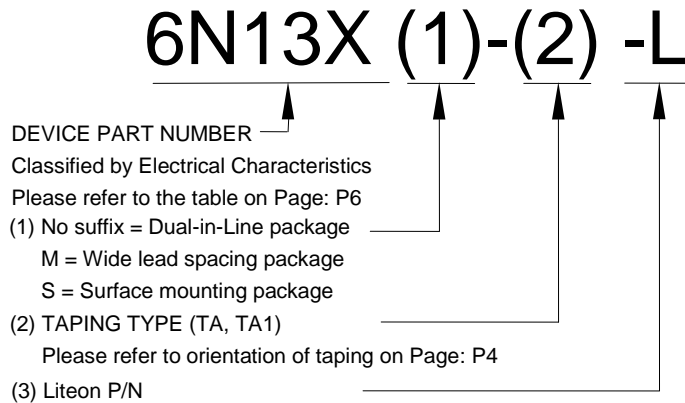 6N13X (1)-(2) -L
DEVICE PART NUMBER
Classified by Electrical Characteristics
Please refer to the table on Page: P6
(1) No suffix = Dual-in-Line package
M = Wide lead spacing package
S = Surface mounting package
(2) TAPING TYPE (TA, TA1)
Please refer to orientation of taping on Page: P4
(3) Liteon P/N